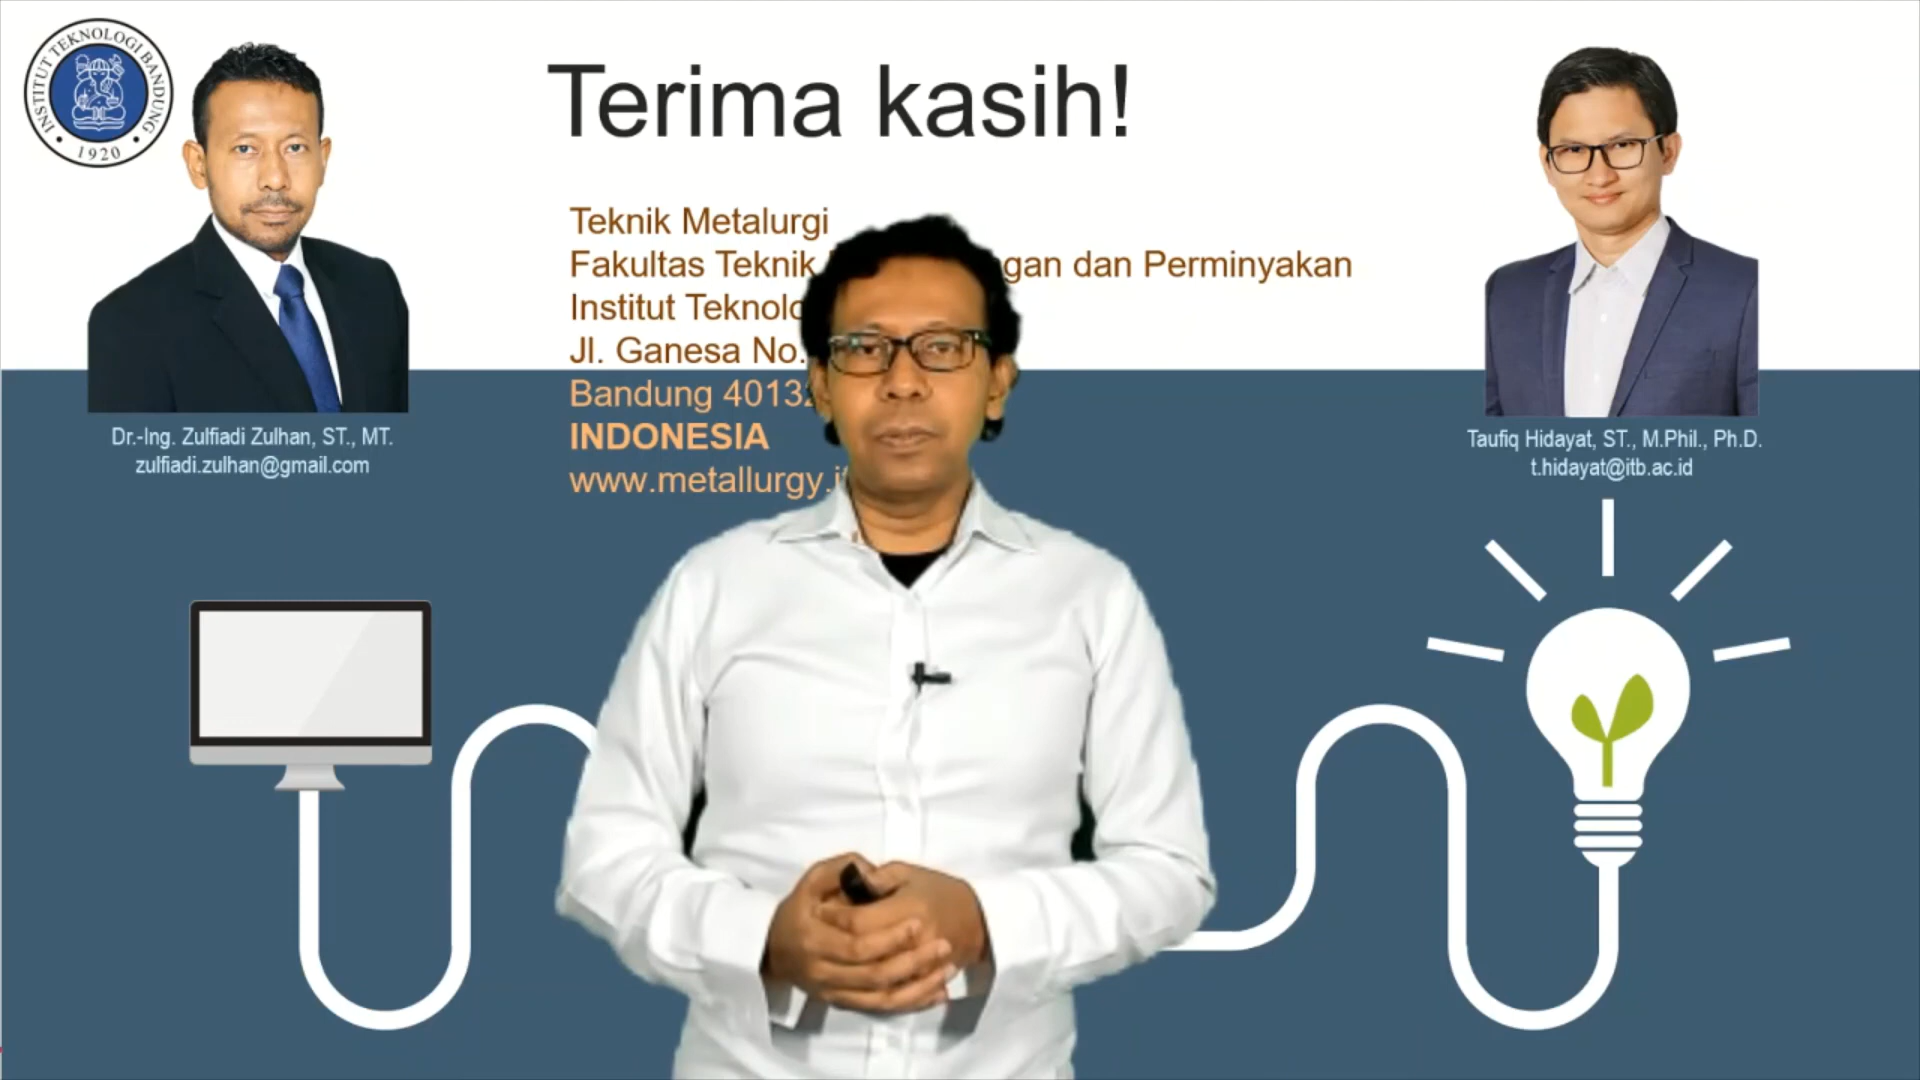 INSTITUT TEKNOLOGI BANDUNG
1920
Terima kasih!
Teknik Metalurgi
Fakultas Teknik gan dan Perminyakan
Institut Teknolo
Jl. Ganesa No.
Bandung 40132
INDONESIA
www.metallurgy.i
Dr.-Ing. Zulfiadi Zulhan, ST., MT.
zulfiadi.zulhan@gmail.com
Taufiq Hidayat, ST., M.Phil., Ph.D.
t.hidayat@itb.ac.id